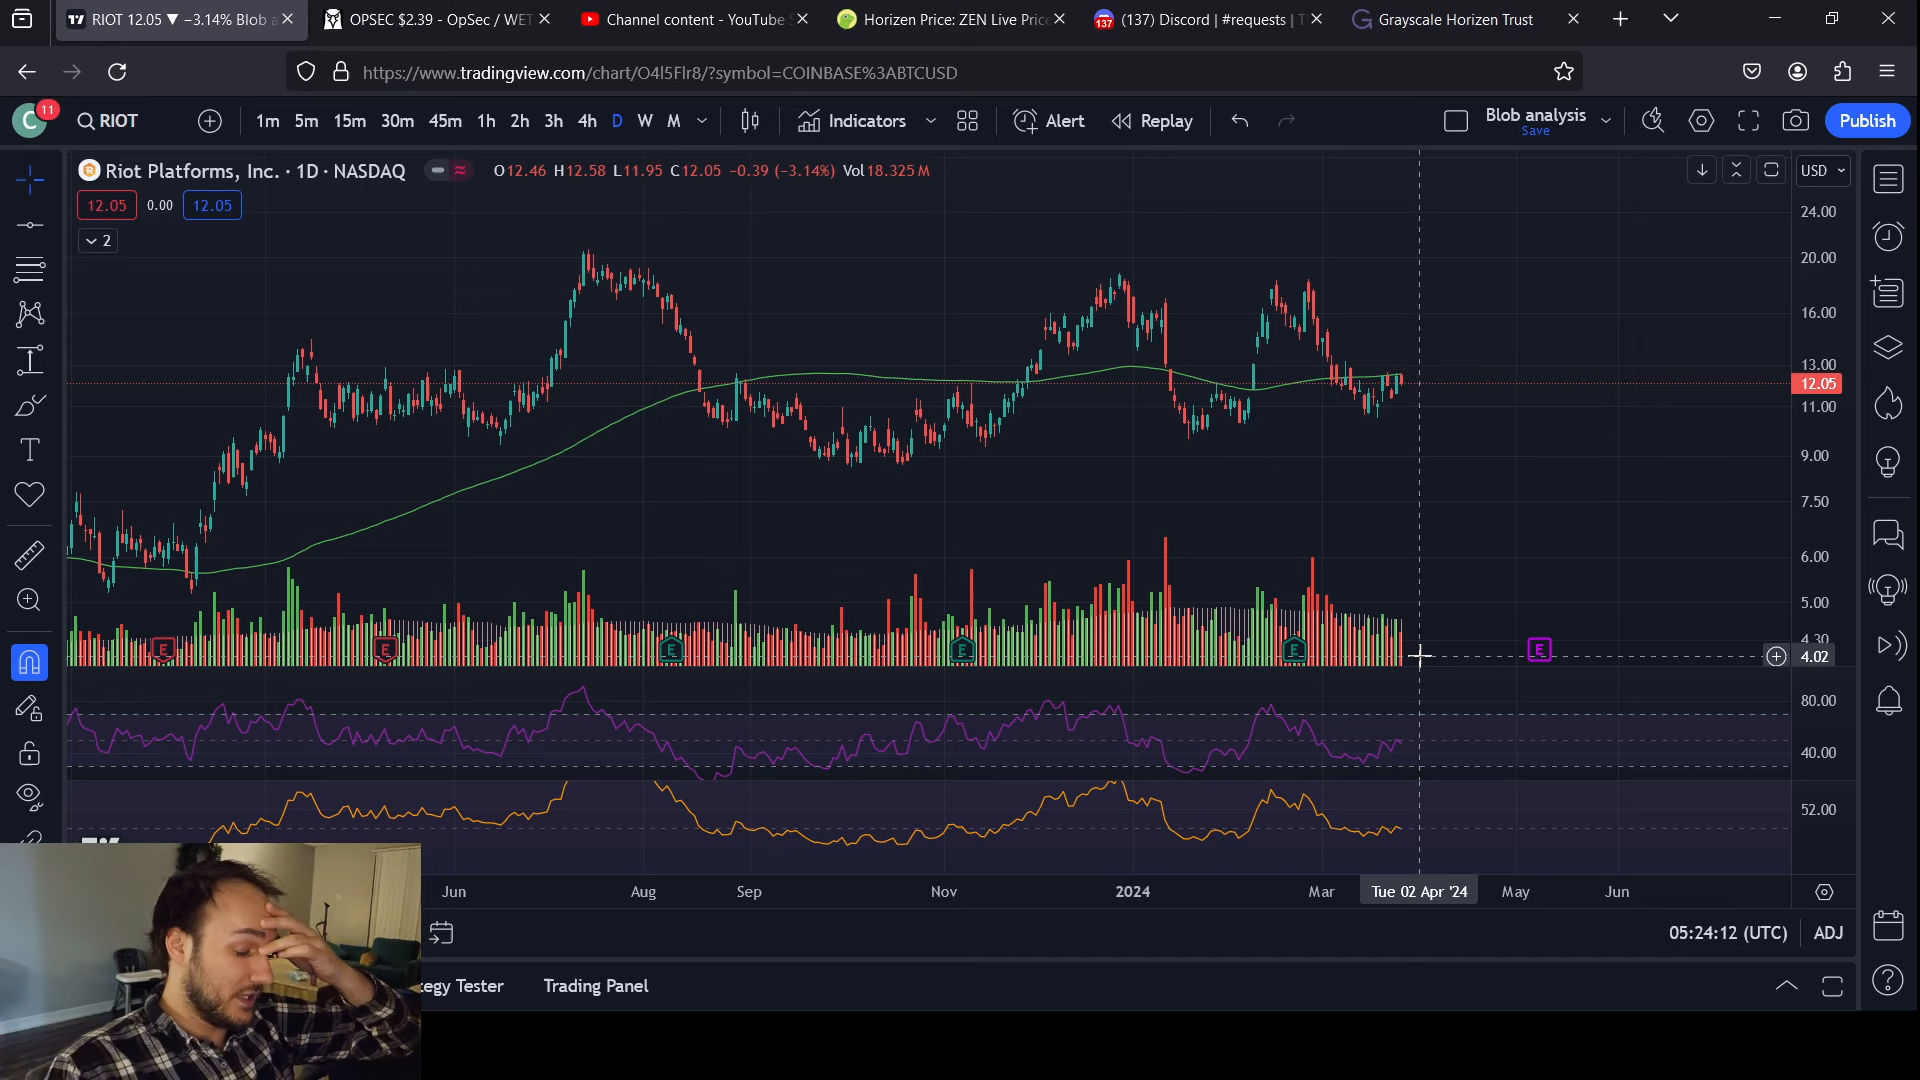 RIOT 12.05 ▼ −3.14% Blob a
OPSEC $2.39 - OpSec / WET
Channel content - YouTube S
Horizen Price: ZEN Live Price
(137) Discord | #requests | T
Grayscale Horizen Trust
https://www.tradingview.com/chart/O4l5Flr8/?symbol=COINBASE%3ABTCUSD
C
11
RIOT
1m 5m 15m 30m 45m 1h 2h 3h 4h D W M
Indicators
Alert
Replay
Blob analysis
Save
Publish
Riot Platforms, Inc. · 1D · NASDAQ
O12.46 H12.58 L11.95 C12.05 −0.39 (−3.14%) Vol18.325M
USD
12.05 0.00 12.05
2
24.00
20.00
16.00
13.00
12.05
11.00
9.00
7.50
6.00
5.00
4.30
4.02
E E E E E E
80.00
40.00
52.00
Jun Aug Sep Nov 2024 Mar Tue 02 Apr '24 May Jun
05:24:12 (UTC)
ADJ
tegy Tester
Trading Panel